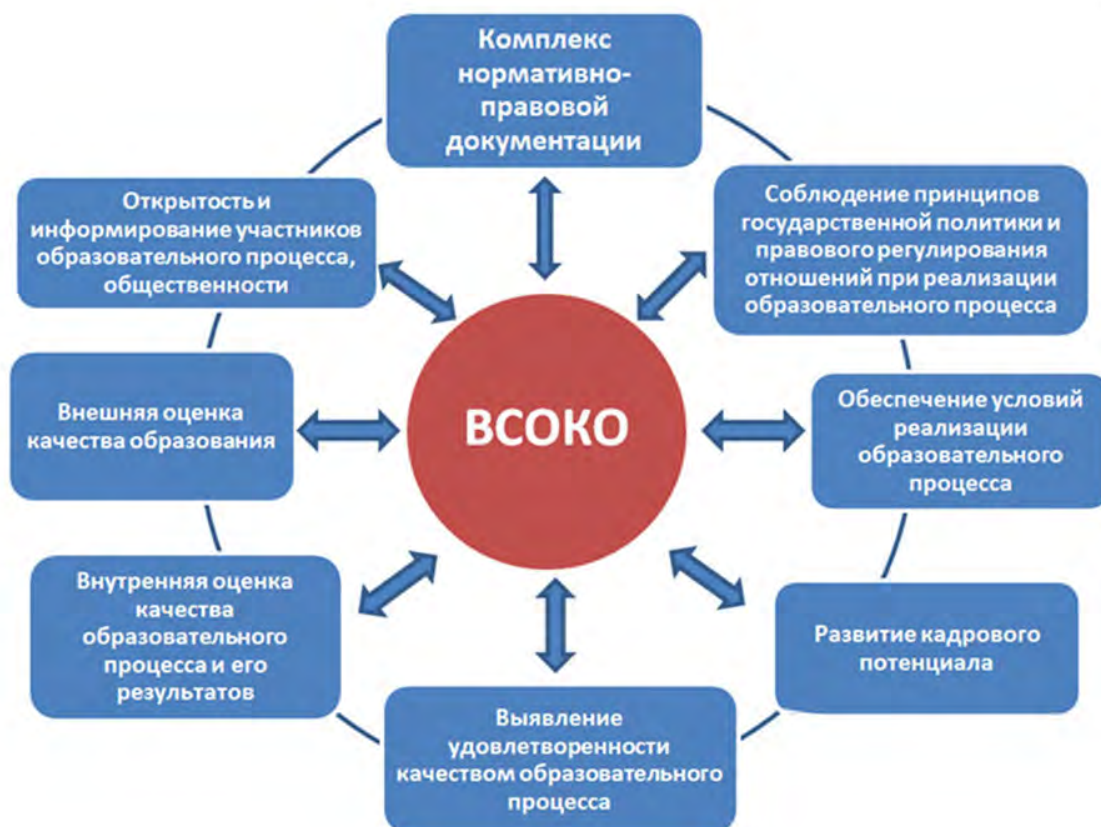 Комплекс
нормативно-
правовой
документации
Соблюдение принципов
государственной политики и
правового регулирования
отношений при реализации
образовательного процесса
Обеспечение условий
реализации
образовательного
процесса
Развитие кадрового
потенциала
Выявление
удовлетворенности
качеством образовательного
процесса
Внутренняя оценка
качества
образовательного
процесса и его
результатов
Внешняя оценка
качества образования
Открытость и
информирование участников
образовательного процесса,
общественности
ВСОКО